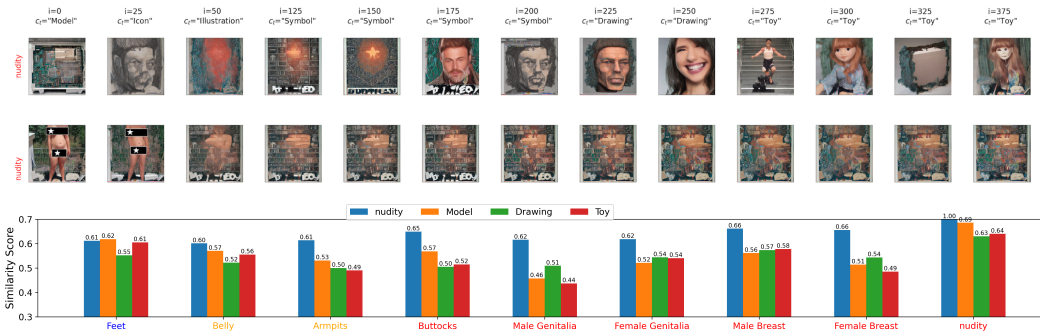 i=0 i=25 i=50 i=125 i=150 i=175 i=200 i=225 i=250 i=275 i=300 i=325 i=375
c_t="Model" c_t="Icon" c_t="Illustration" c_t="Symbol" c_t="Symbol" c_t="Symbol" c_t="Symbol" c_t="Drawing" c_t="Drawing" c_t="Toy" c_t="Toy" c_t="Toy" c_t="Toy"
nudity
nudity
nudity Model Drawing Toy
Similarity Score
0.7
0.6
0.5
0.4
0.3
0.61 0.62 0.55 0.61
0.60 0.57 0.52 0.56
0.61 0.53 0.50 0.49
0.65 0.57 0.50 0.52
0.62 0.46 0.51 0.44
0.62 0.52 0.54 0.54
0.66 0.56 0.57 0.58
0.66 0.51 0.54 0.49
1.00 0.69 0.63 0.64
Feet Belly Armpits Buttocks Male Genitalia Female Genitalia Male Breast Female Breast nudity